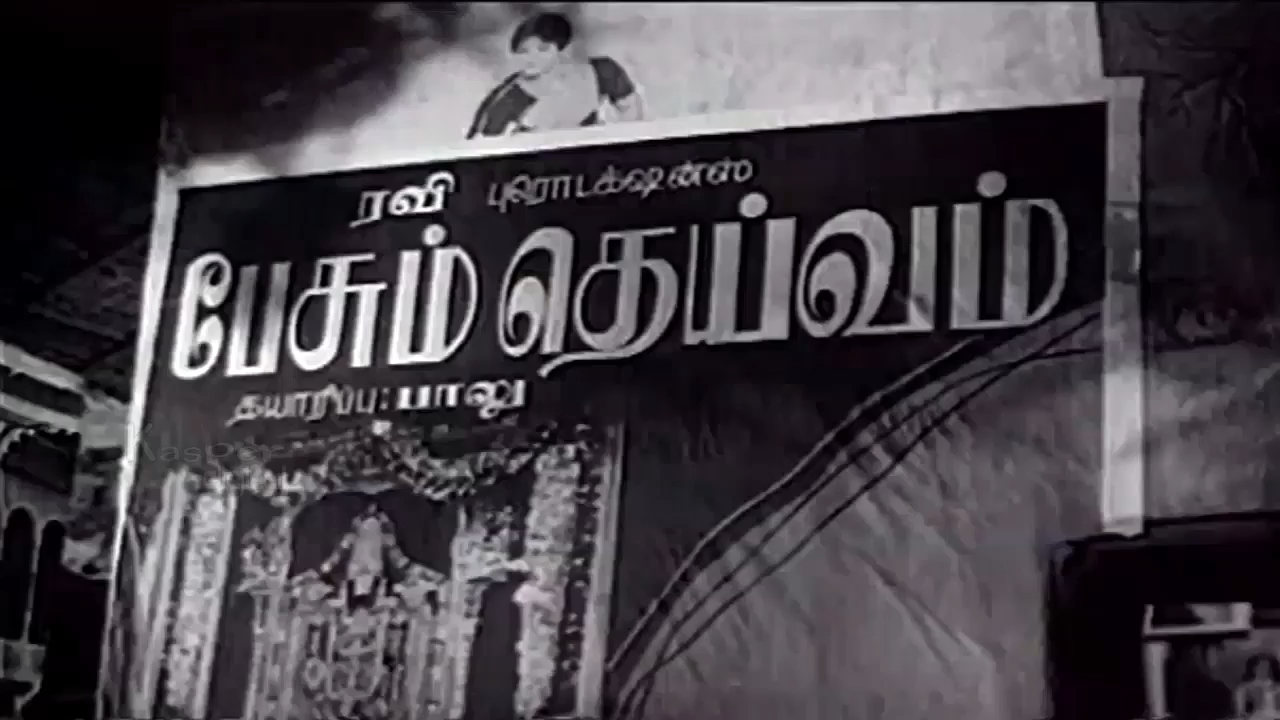 ரவி புரொடக்ஷன்ஸ்
பேசும் தெய்வம்
தயாரிப்பு: பாலு